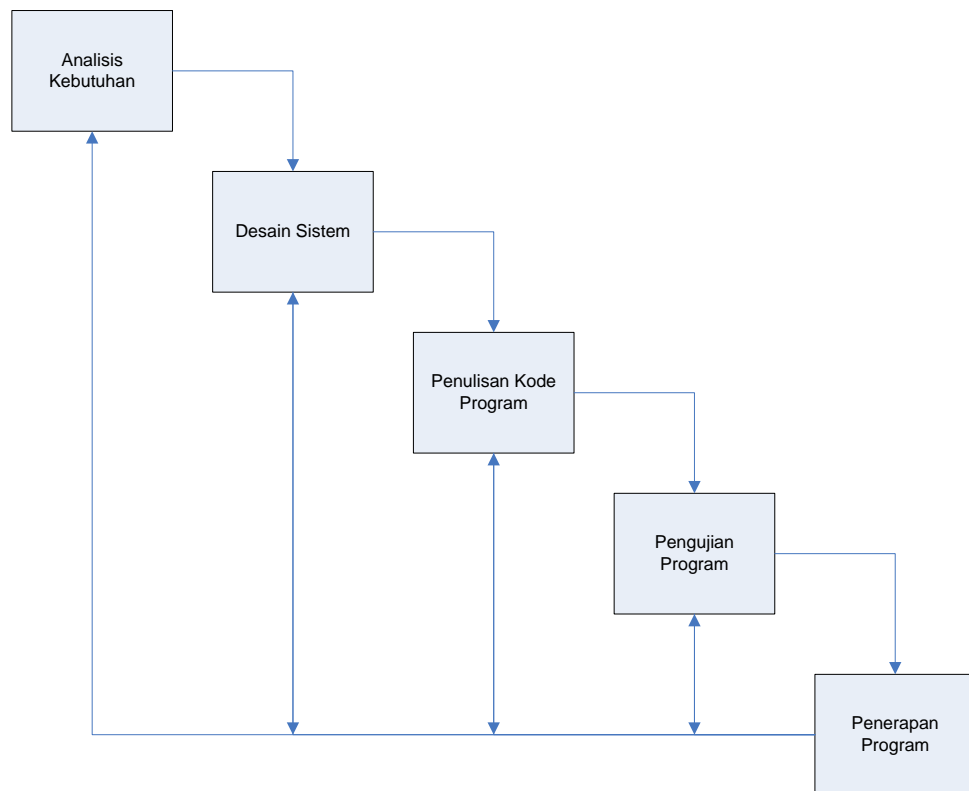 Analisis
Kebutuhan
Desain Sistem
Penulisan Kode
Program
Pengujian
Program
Penerapan
Program